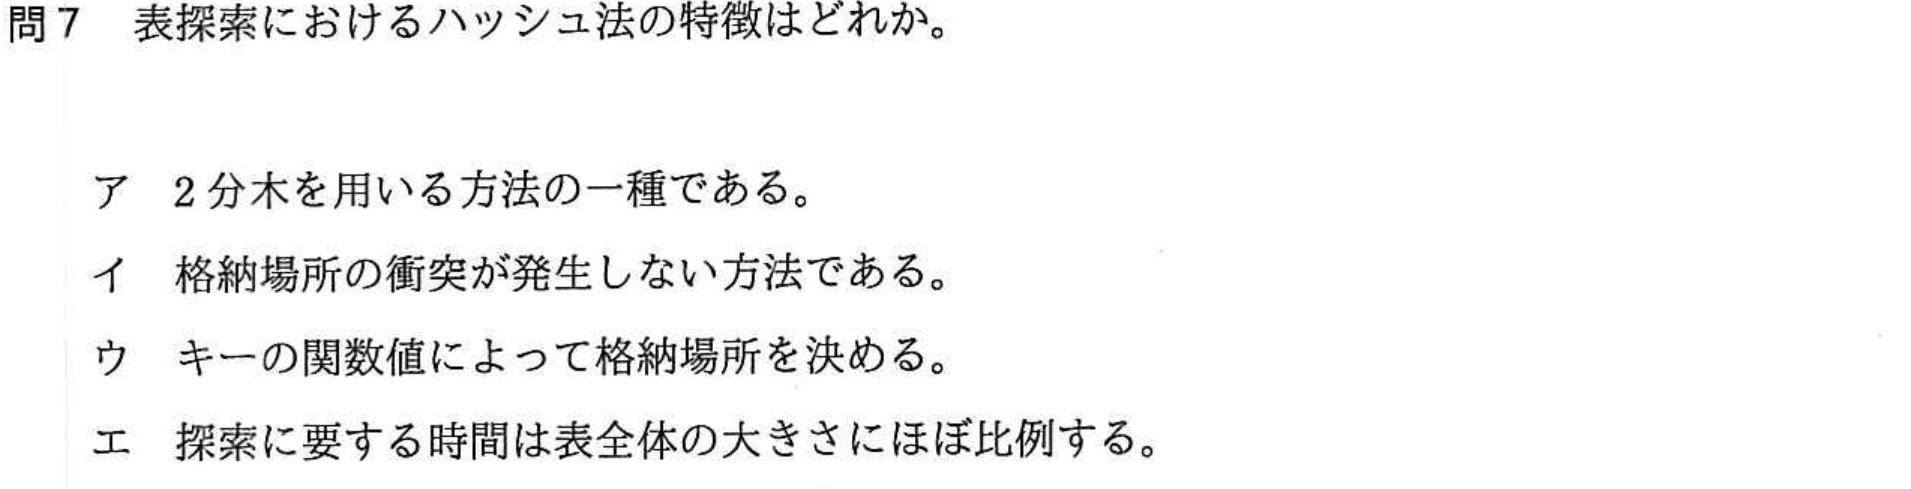 問7　表探索におけるハッシュ法の特徴はどれか。
ア　2分木を用いる方法の一種である。
イ　格納場所の衝突が発生しない方法である。
ウ　キーの関数値によって格納場所を決める。
エ　探索に要する時間は表全体の大きさにほぼ比例する。